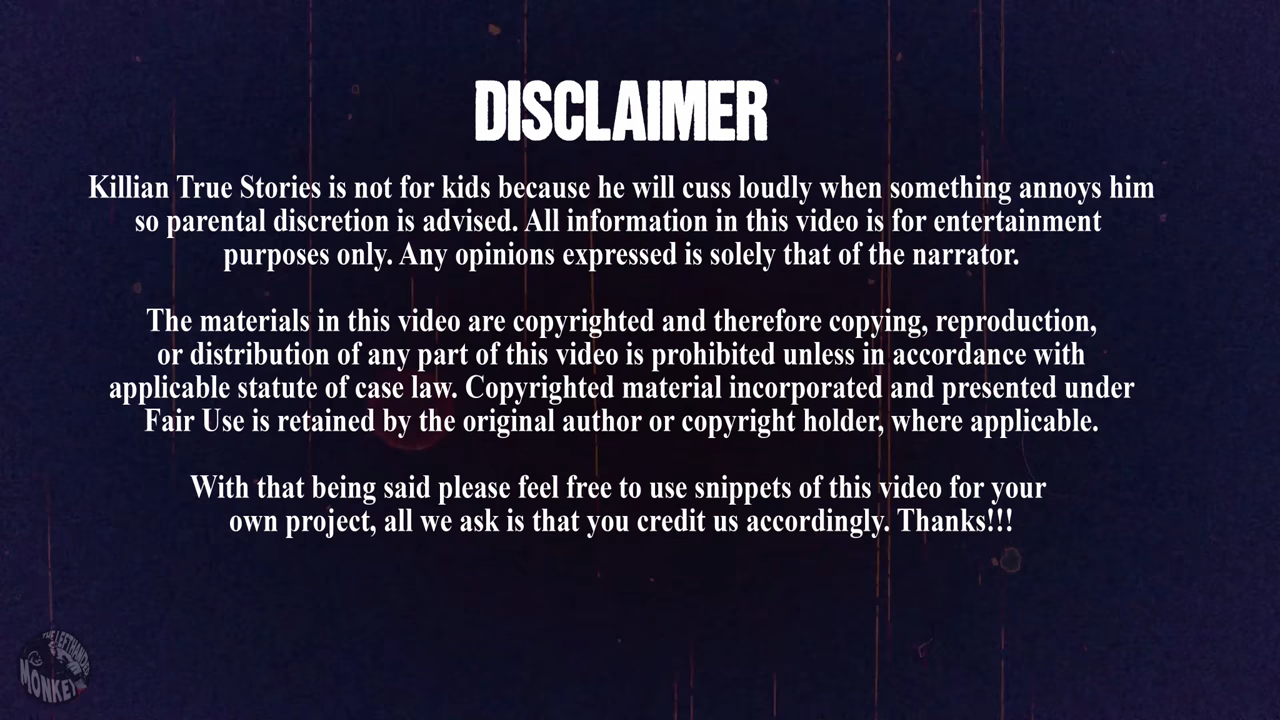 DISCLAIMER
Killian True Stories is not for kids because he will cuss loudly when something annoys him
so parental discretion is advised. All information in this video is for entertainment
purposes only. Any opinions expressed is solely that of the narrator.
The materials in this video are copyrighted and therefore copying, reproduction,
or distribution of any part of this video is prohibited unless in accordance with
applicable statute of case law. Copyrighted material incorporated and presented under
Fair Use is retained by the original author or copyright holder, where applicable.
With that being said please feel free to use snippets of this video for your
own project, all we ask is that you credit us accordingly. Thanks!!!
THE LEFTHANDED
MONKEY